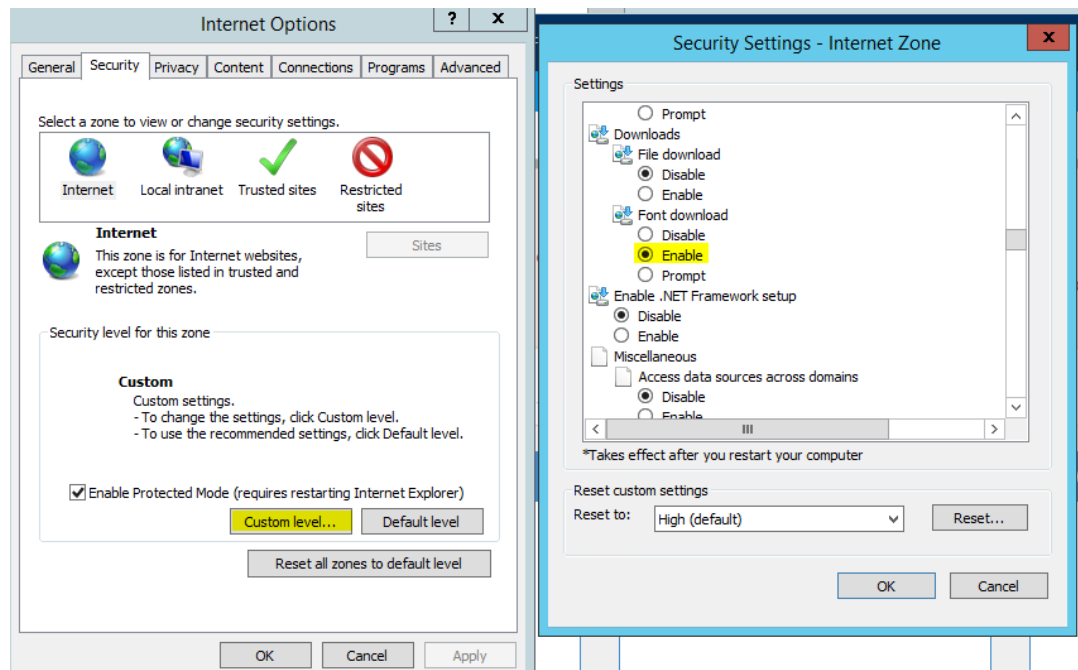 Internet Options
? x
General Security Privacy Content Connections Programs Advanced
Select a zone to view or change security settings.
Internet Local intranet Trusted sites Restricted
sites
Internet
This zone is for Internet websites,
except those listed in trusted and
restricted zones.
Sites
Security level for this zone
Custom
Custom settings.
- To change the settings, click Custom level.
- To use the recommended settings, click Default level.
Enable Protected Mode (requires restarting Internet Explorer)
Custom level... Default level
Reset all zones to default level
OK Cancel Apply
Security Settings - Internet Zone
x
Settings
Prompt
Downloads
File download
Disable
Enable
Font download
Disable
Enable
Prompt
Enable .NET Framework setup
Disable
Enable
Miscellaneous
Access data sources across domains
Disable
Enable
*Takes effect after you restart your computer
Reset custom settings
Reset to: High (default) Reset...
OK Cancel